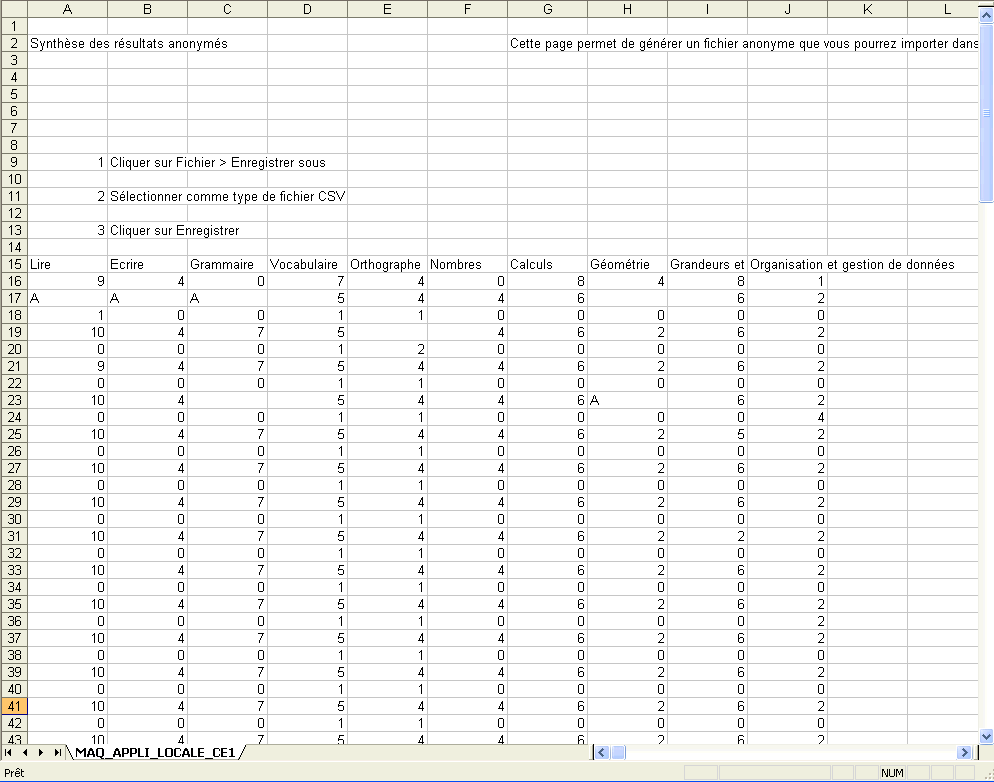 A B C D E F G H I J K L
1
2 Synthèse des résultats anonymés Cette page permet de générer un fichier anonyme que vous pourrez importer dans
3
4
5
6
7
8
9 1 Cliquer sur Fichier > Enregistrer sous
10
11 2 Sélectionner comme type de fichier CSV
12
13 3 Cliquer sur Enregistrer
14
15 Lire Ecrire Grammaire Vocabulaire Orthographe Nombres Calculs Géométrie Grandeurs et Organisation et gestion de données
16 9 4 0 7 4 0 8 4 8 1
17 A A A 5 4 4 6 6 2
18 1 0 0 1 1 0 0 0 0 0
19 10 4 7 5 4 6 2 6 2
20 0 0 0 1 2 0 0 0 0 0
21 9 4 7 5 4 4 6 2 6 2
22 0 0 0 1 1 0 0 0 0 0
23 10 4 5 4 4 6 A 6 2
24 0 0 0 1 1 0 0 0 0 4
25 10 4 7 5 4 4 6 2 5 2
26 0 0 0 1 1 0 0 0 0 0
27 10 4 7 5 4 4 6 2 6 2
28 0 0 0 1 1 0 0 0 0 0
29 10 4 7 5 4 4 6 2 6 2
30 0 0 0 1 1 0 0 0 0 0
31 10 4 7 5 4 4 6 2 2 2
32 0 0 0 1 1 0 0 0 0 0
33 10 4 7 5 4 4 6 2 6 2
34 0 0 0 1 1 0 0 0 0 0
35 10 4 7 5 4 4 6 2 6 2
36 0 0 0 1 1 0 0 0 0 0
37 10 4 7 5 4 4 6 2 6 2
38 0 0 0 1 1 0 0 0 0 0
39 10 4 7 5 4 4 6 2 6 2
40 0 0 0 1 1 0 0 0 0 0
41 10 4 7 5 4 4 6 2 6 2
42 0 0 0 1 1 0 0 0 0 0
43 10 4 7 5 4 4 6 2 6 2
MAQ_APPLI_LOCALE_CE1
Prêt NUM